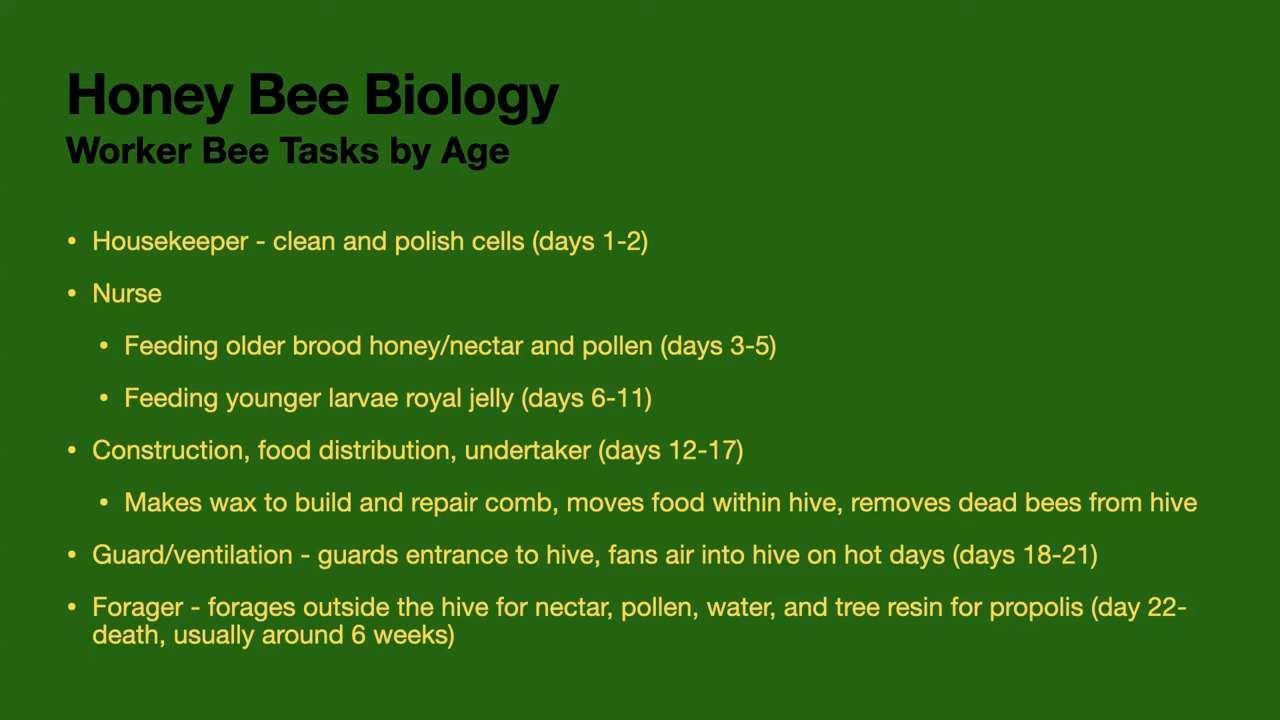 Honey Bee Biology
Worker Bee Tasks by Age
• Housekeeper - clean and polish cells (days 1-2)
• Nurse
• Feeding older brood honey/nectar and pollen (days 3-5)
• Feeding younger larvae royal jelly (days 6-11)
• Construction, food distribution, undertaker (days 12-17)
• Makes wax to build and repair comb, moves food within hive, removes dead bees from hive
• Guard/ventilation - guards entrance to hive, fans air into hive on hot days (days 18-21)
• Forager - forages outside the hive for nectar, pollen, water, and tree resin for propolis (day 22-
death, usually around 6 weeks)